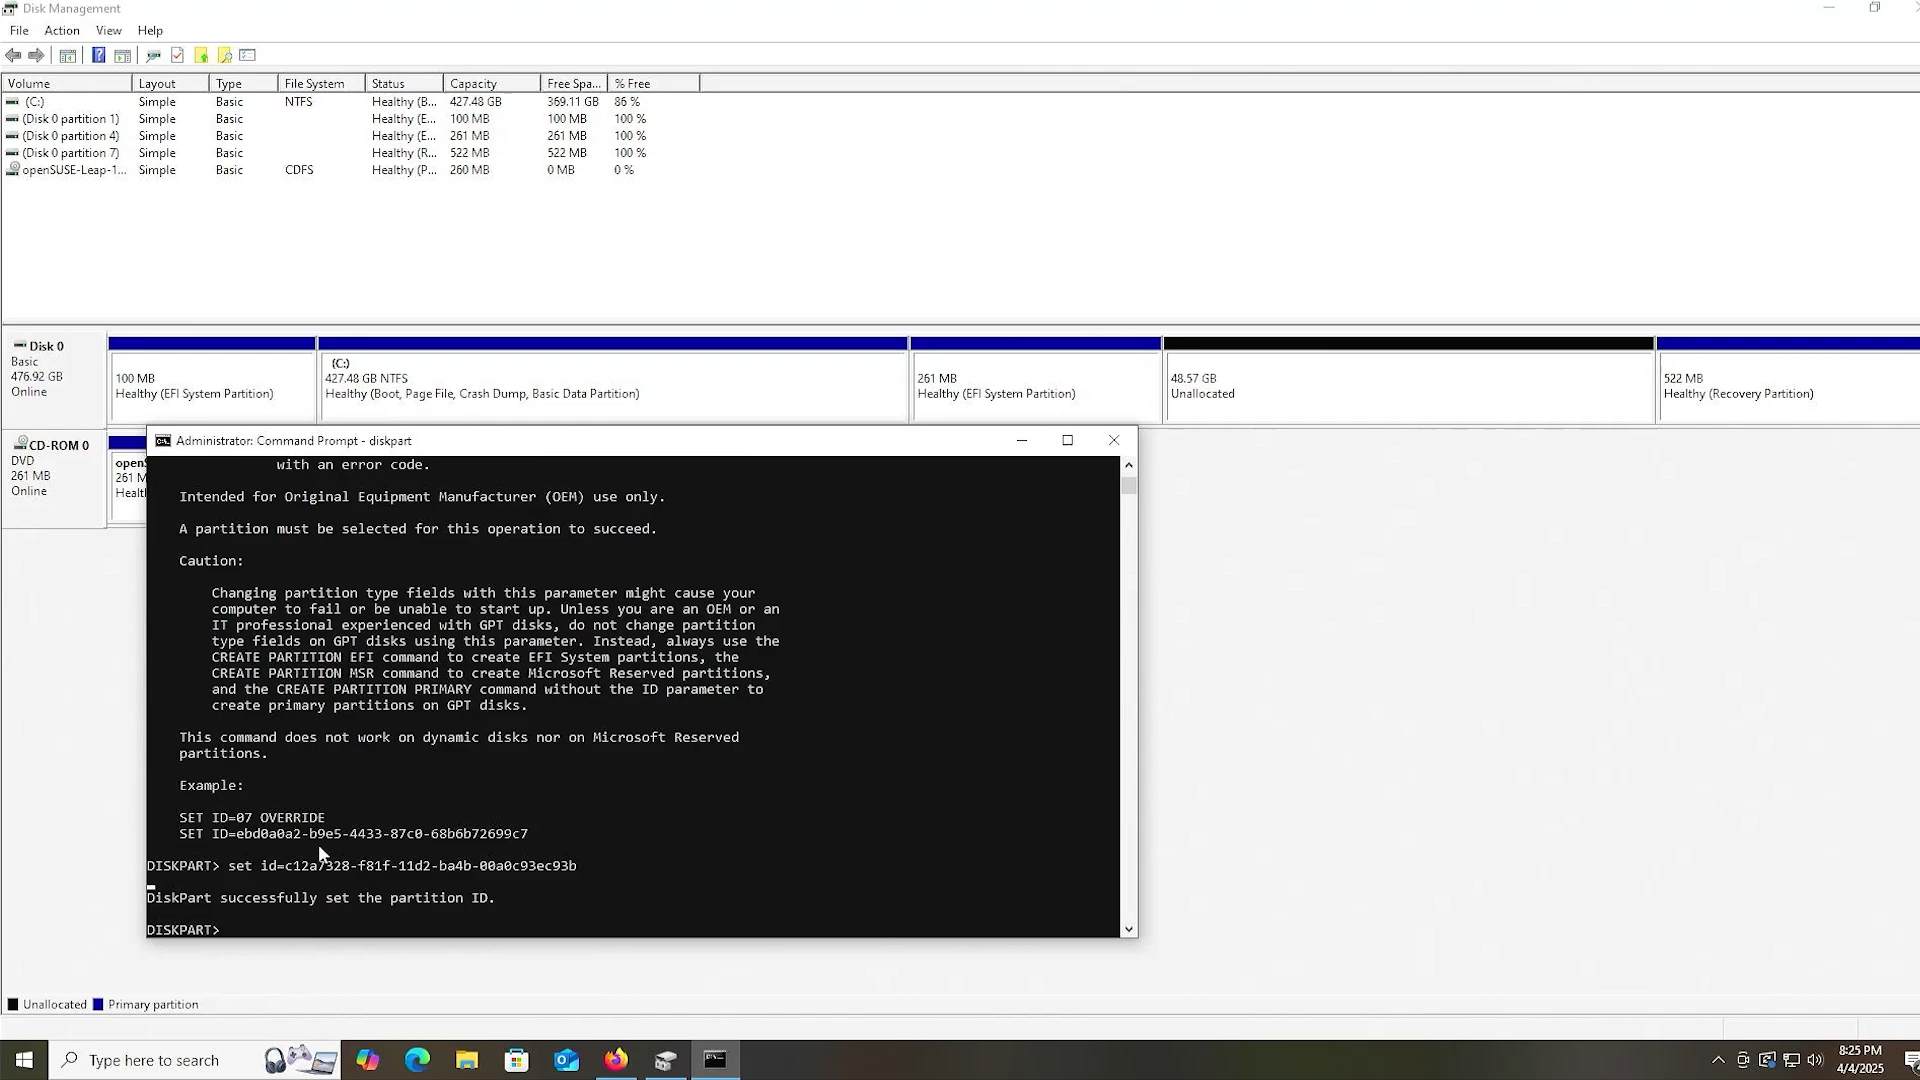 Disk Management
File Action View Help
Volume Layout Type File System Status Capacity Free Spa... % Free
(C:) Simple Basic NTFS Healthy (B... 427.48 GB 369.11 GB 86 %
(Disk 0 partition 1) Simple Basic Healthy (E... 100 MB 100 MB 100 %
(Disk 0 partition 4) Simple Basic Healthy (E... 261 MB 261 MB 100 %
(Disk 0 partition 7) Simple Basic Healthy (R... 522 MB 522 MB 100 %
openSUSE-Leap-1... Simple Basic CDFS Healthy (P... 260 MB 0 MB 0 %
Disk 0
Basic
476.92 GB
Online
100 MB
Healthy (EFI System Partition)
(C:)
427.48 GB NTFS
Healthy (Boot, Page File, Crash Dump, Basic Data Partition)
261 MB
Healthy (EFI System Partition)
48.57 GB
Unallocated
522 MB
Healthy (Recovery Partition)
CD-ROM 0
DVD
261 MB
Online
openS
261 M
Healt
Administrator: Command Prompt - diskpart
with an error code.
Intended for Original Equipment Manufacturer (OEM) use only.
A partition must be selected for this operation to succeed.
Caution:
Changing partition type fields with this parameter might cause your
computer to fail or be unable to start up. Unless you are an OEM or an
IT professional experienced with GPT disks, do not change partition
type fields on GPT disks using this parameter. Instead, always use the
CREATE PARTITION EFI command to create EFI System partitions, the
CREATE PARTITION MSR command to create Microsoft Reserved partitions,
and the CREATE PARTITION PRIMARY command without the ID parameter to
create primary partitions on GPT disks.
This command does not work on dynamic disks nor on Microsoft Reserved
partitions.
Example:
SET ID=07 OVERRIDE
SET ID=ebd0a0a2-b9e5-4433-87c0-68b6b72699c7
DISKPART> set id=c12a7328-f81f-11d2-ba4b-00a0c93ec93b
DiskPart successfully set the partition ID.
DISKPART>
Unallocated Primary partition
Type here to search
8:25 PM
4/4/2025